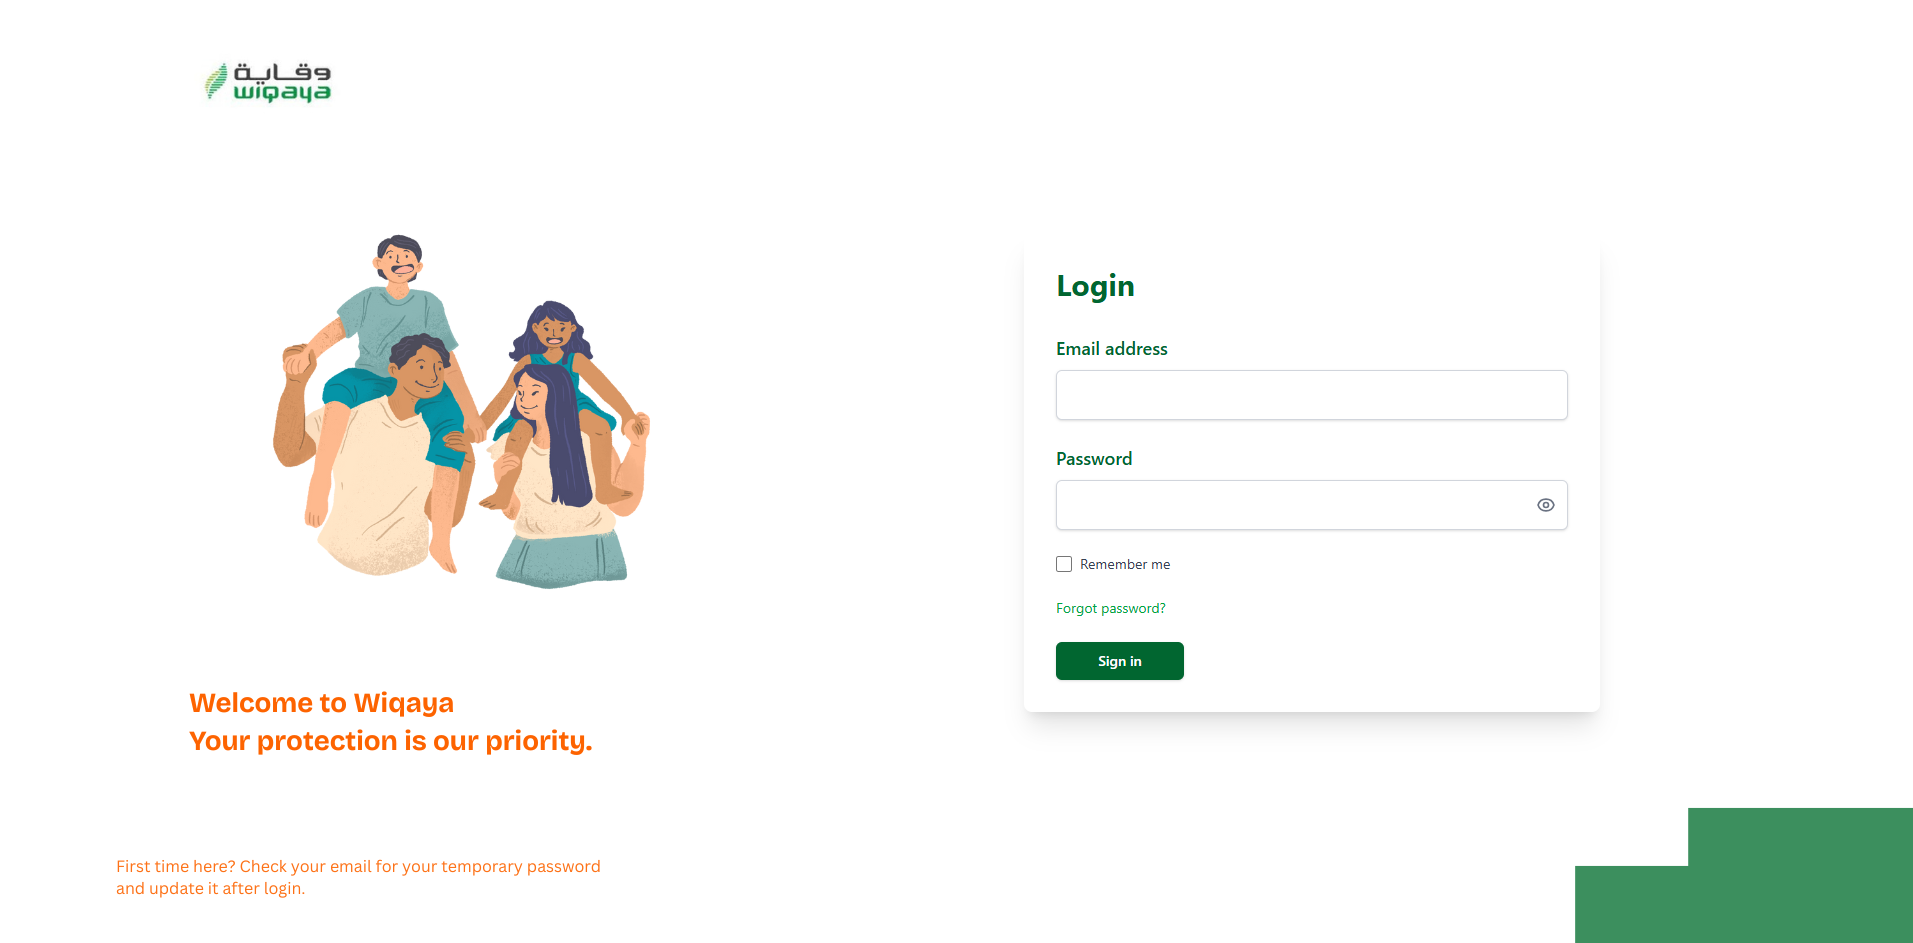 وقاية
wiqaya
Login
Email address
Password
Remember me
Forgot password?
Sign in
Welcome to Wiqaya
Your protection is our priority.
First time here? Check your email for your temporary password
and update it after login.